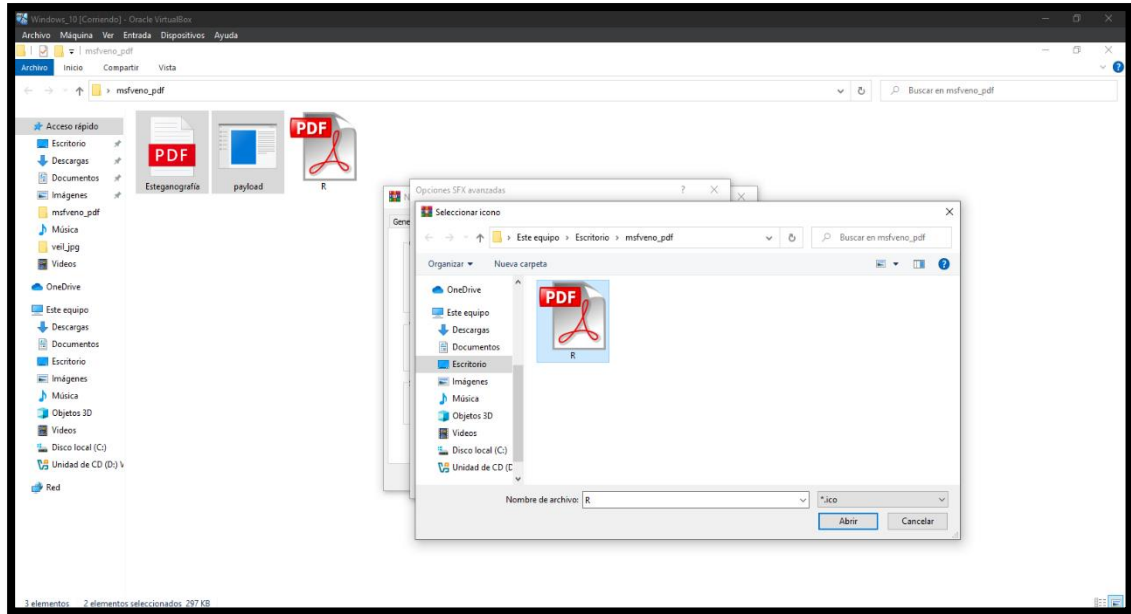 Windows_10 [Corriendo] - Oracle VirtualBox
Archivo Máquina Ver Entrada Dispositivos Ayuda
msfveno_pdf
Archivo Inicio Compartir Vista
msfveno_pdf
Buscar en msfveno_pdf
Acceso rápido
Escritorio
Descargas
Documentos
Imágenes
msfveno_pdf
Música
veil_jpg
Videos
OneDrive
Este equipo
Descargas
Documentos
Escritorio
Imágenes
Música
Objetos 3D
Videos
Disco local (C:)
Unidad de CD (D:) V
Red
PDF
Esteganografía
payload
PDF
R
N
Opciones SFX avanzadas
?
Gene
Seleccionar icono
Este equipo > Escritorio > msfveno_pdf
Buscar en msfveno_pdf
Organizar
Nueva carpeta
OneDrive
Este equipo
Descargas
Documentos
Escritorio
Imágenes
Música
Objetos 3D
Videos
Disco local (C:)
Unidad de CD (D
PDF
R
Nombre de archivo: R
*.ico
Abrir
Cancelar
3 elementos 2 elementos seleccionados 297 KB